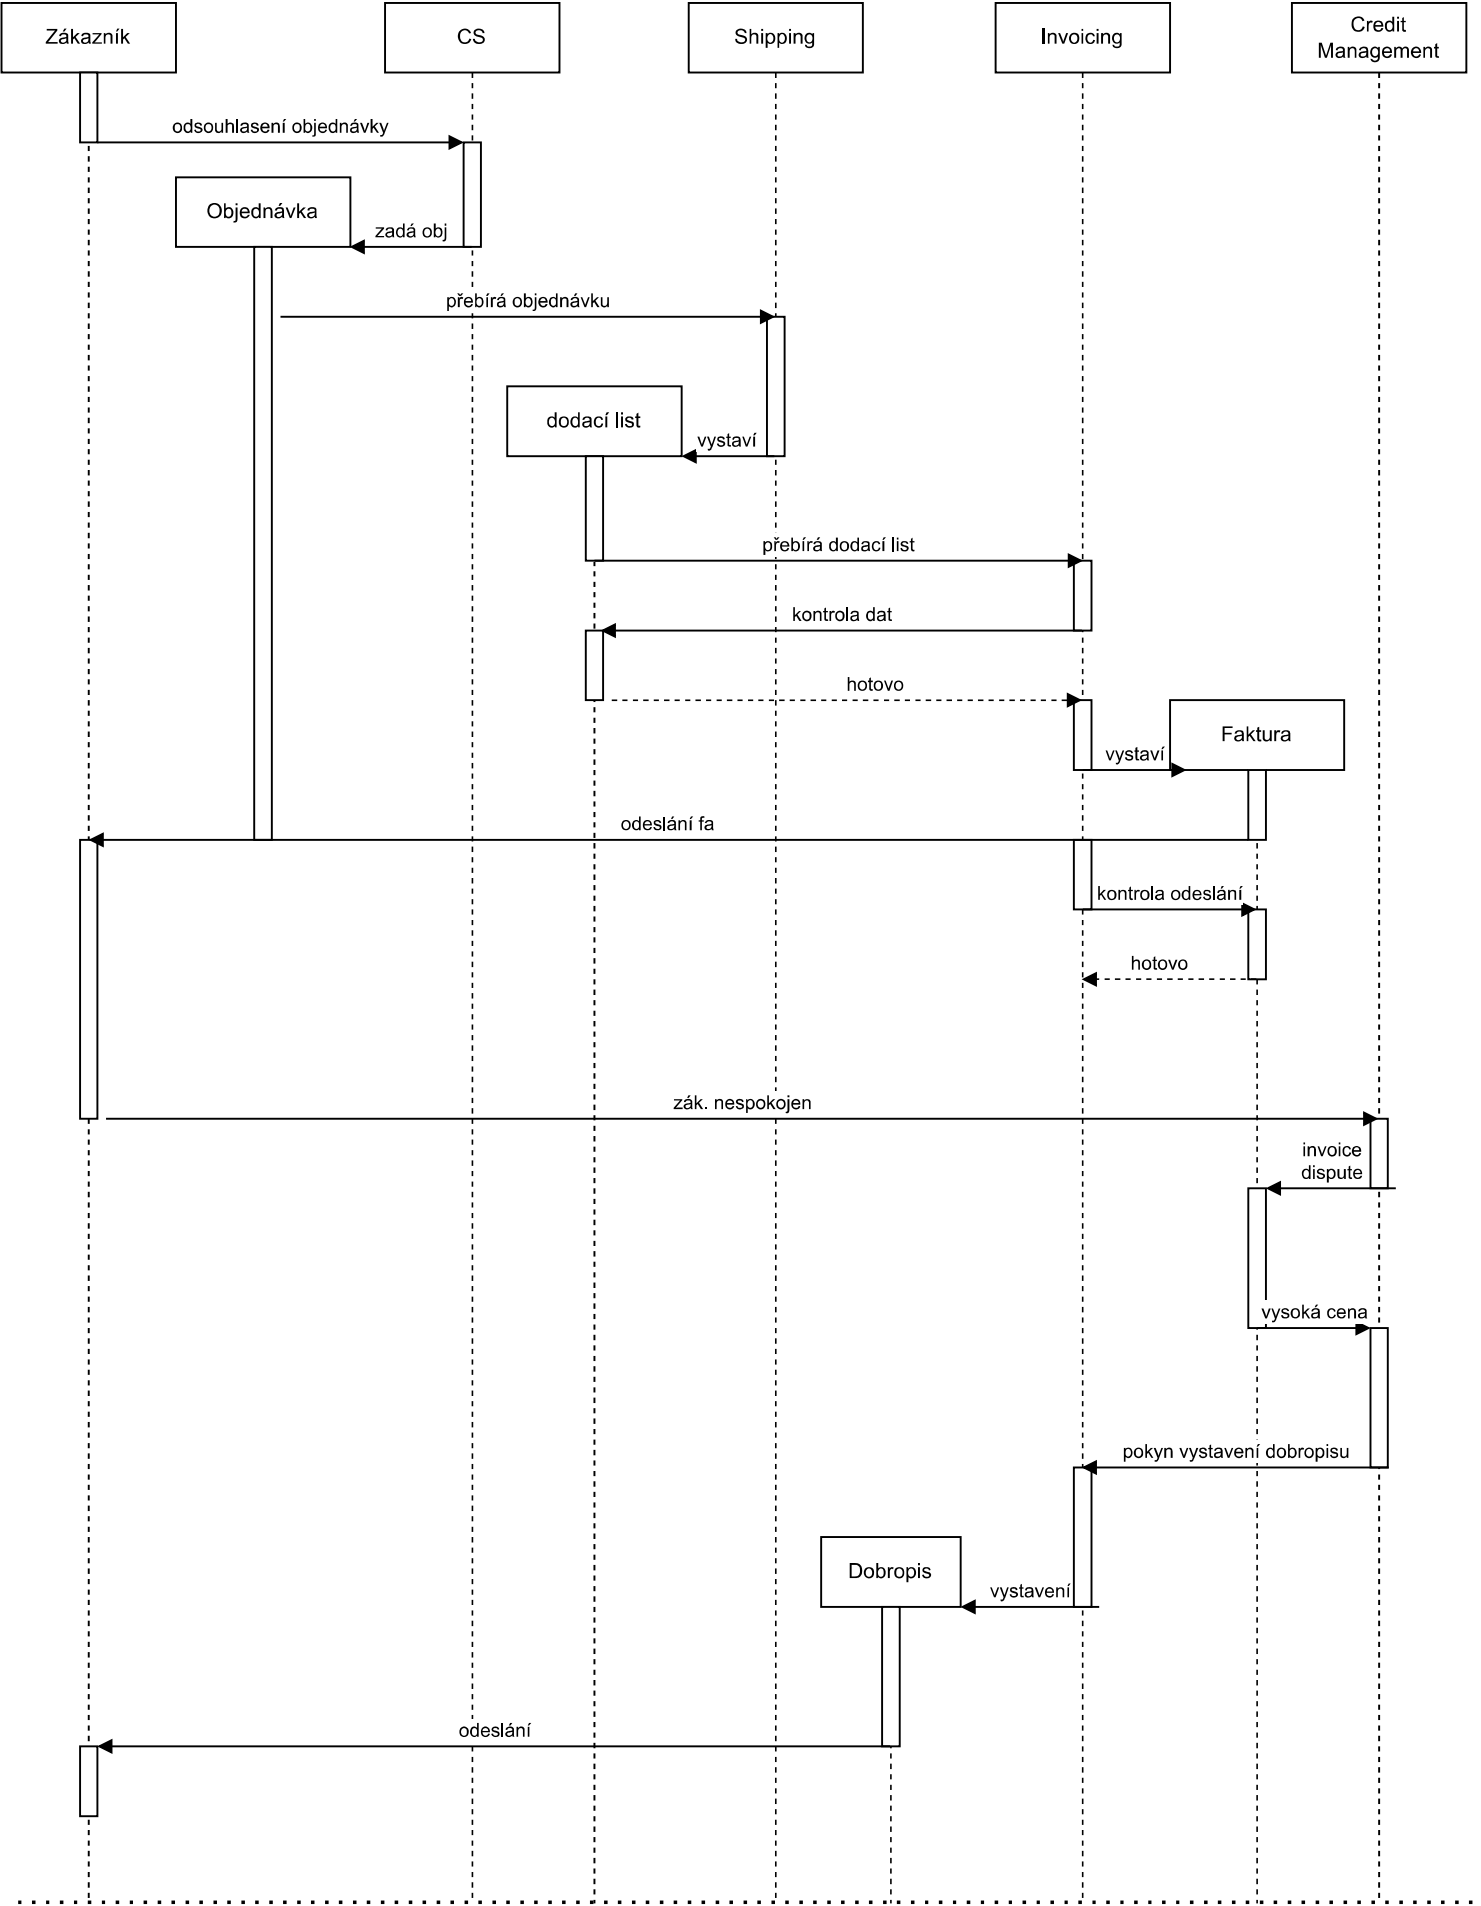 Zákazník
CS
Shipping
Invoicing
Credit
Management
odsouhlasení objednávky
Objednávka
zadá obj
přebírá objednávku
dodací list
vystaví
přebírá dodací list
kontrola dat
hotovo
Faktura
vystaví
odeslání fa
kontrola odeslání
hotovo
zák. nespokojen
invoice
dispute
vysoká cena
pokyn vystavení dobropisu
Dobropis
vystavení
odeslání